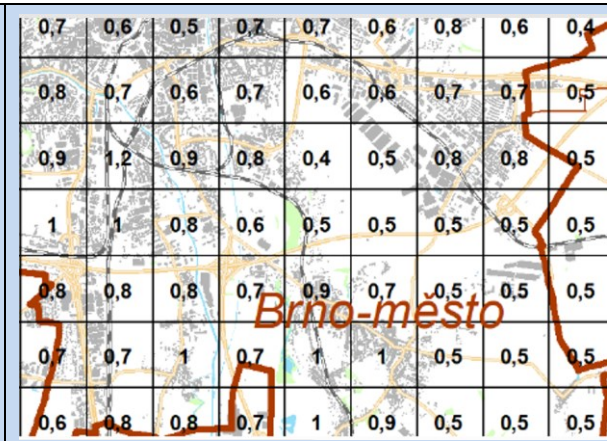 0,7 0,6 0,5 0,7 0,7 0,6 0,8 0,6 0,4
0,8 0,7 0,6 0,7 0,6 0,6 0,7 0,7 0,5
0,9 1,2 0,9 0,8 0,4 0,5 0,8 0,8 0,5
1 1 0,8 0,6 0,5 0,5 0,5 0,5 0,5
0,8 0,8 0,8 0,7 0,9 0,7 0,5 0,5 0,5
Brno-město
0,7 0,7 1 0,7 1 1 0,5 0,5 0,5
0,6 0,8 0,8 0,7 1 0,9 0,5 0,5 0,5